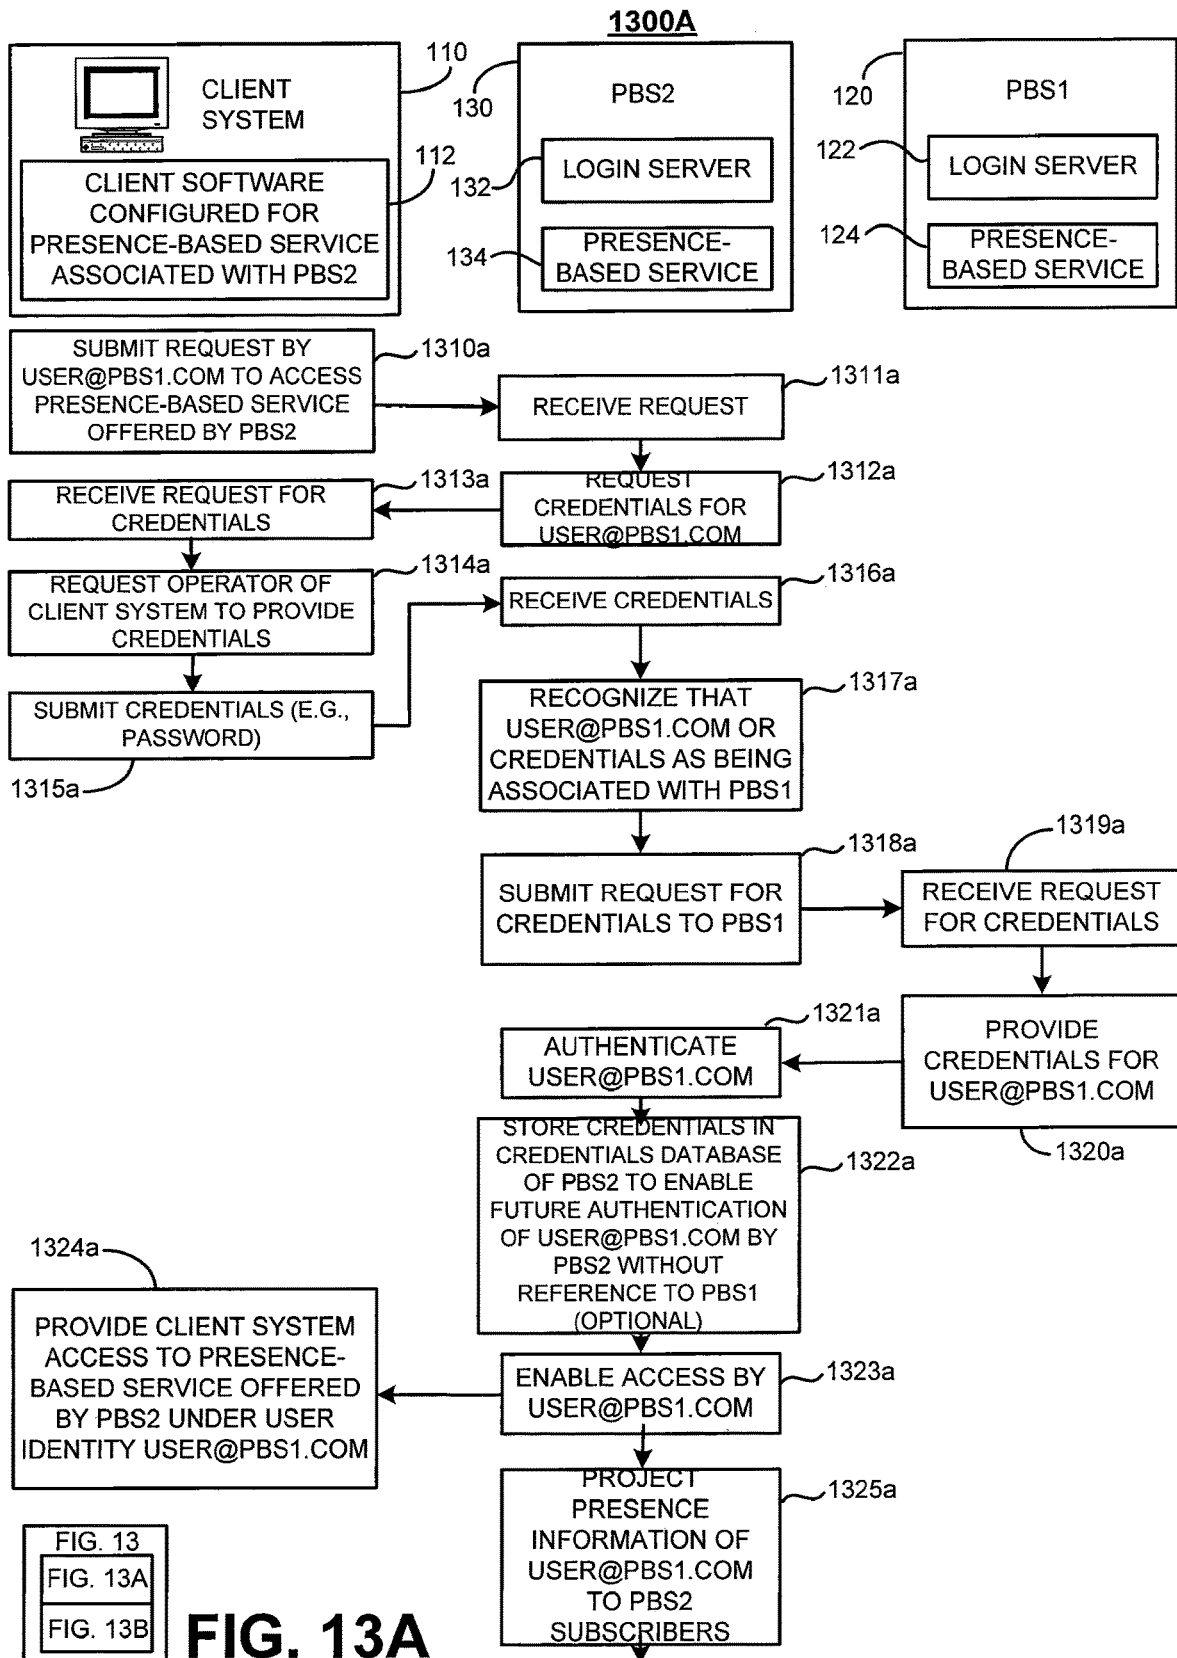 1300A
CLIENT
SYSTEM
110
112
CLIENT SOFTWARE
CONFIGURED FOR
PRESENCE-BASED SERVICE
ASSOCIATED WITH PBS2
130
PBS2
132
LOGIN SERVER
134
PRESENCE-
BASED SERVICE
120
PBS1
122
LOGIN SERVER
124
PRESENCE-
BASED SERVICE
SUBMIT REQUEST BY
USER@PBS1.COM TO ACCESS
PRESENCE-BASED SERVICE
OFFERED BY PBS2
1310a
RECEIVE REQUEST
1311a
REQUEST
CREDENTIALS FOR
USER@PBS1.COM
1312a
RECEIVE REQUEST FOR
CREDENTIALS
1313a
REQUEST OPERATOR OF
CLIENT SYSTEM TO PROVIDE
CREDENTIALS
1314a
SUBMIT CREDENTIALS (E.G.,
PASSWORD)
1315a
RECEIVE CREDENTIALS
1316a
RECOGNIZE THAT
USER@PBS1.COM OR
CREDENTIALS AS BEING
ASSOCIATED WITH PBS1
1317a
SUBMIT REQUEST FOR
CREDENTIALS TO PBS1
1318a
1319a
RECEIVE REQUEST
FOR CREDENTIALS
PROVIDE
CREDENTIALS FOR
USER@PBS1.COM
1320a
1321a
AUTHENTICATE
USER@PBS1.COM
STORE CREDENTIALS IN
CREDENTIALS DATABASE
OF PBS2 TO ENABLE
FUTURE AUTHENTICATION
OF USER@PBS1.COM BY
PBS2 WITHOUT
REFERENCE TO PBS1
(OPTIONAL)
1322a
ENABLE ACCESS BY
USER@PBS1.COM
1323a
1324a
PROVIDE CLIENT SYSTEM
ACCESS TO PRESENCE-
BASED SERVICE OFFERED
BY PBS2 UNDER USER
IDENTITY USER@PBS1.COM
PROJECT
PRESENCE
INFORMATION OF
USER@PBS1.COM
TO PBS2
SUBSCRIBERS
1325a
FIG. 13
FIG. 13A
FIG. 13B
FIG. 13A